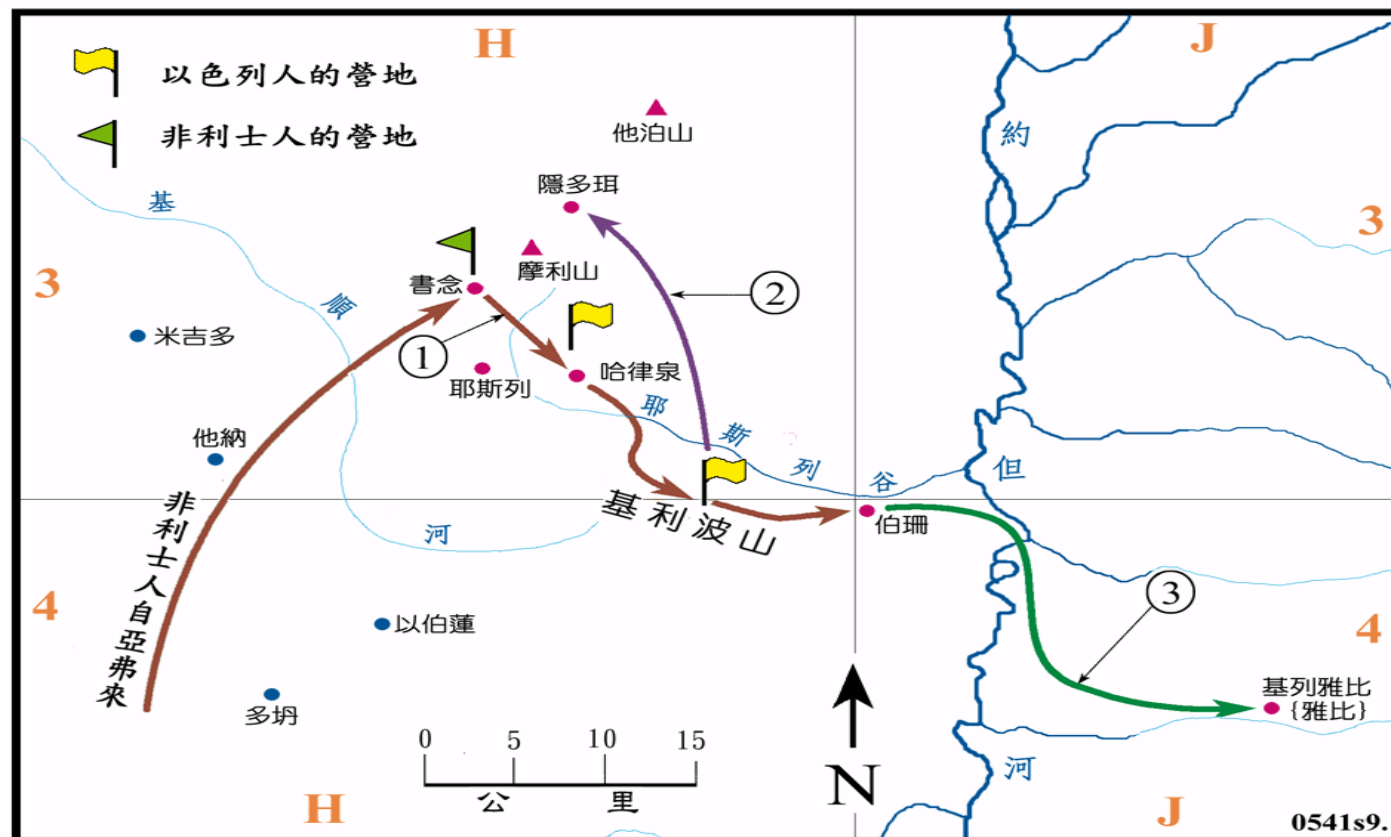 H
J
以色列人的營地
非利士人的營地
他泊山
約
隱多珥
基
3
摩利山
3
書念
順
②
米吉多
①
耶斯列
哈律泉
耶
斯
他納
列
但
谷
基利波山
河
伯珊
非利士人自亞弗來
4
以伯蓮
③
4
基列雅比
{雅比}
多坍
0 5 10 15
公里
N
河
H
J
0541s9.